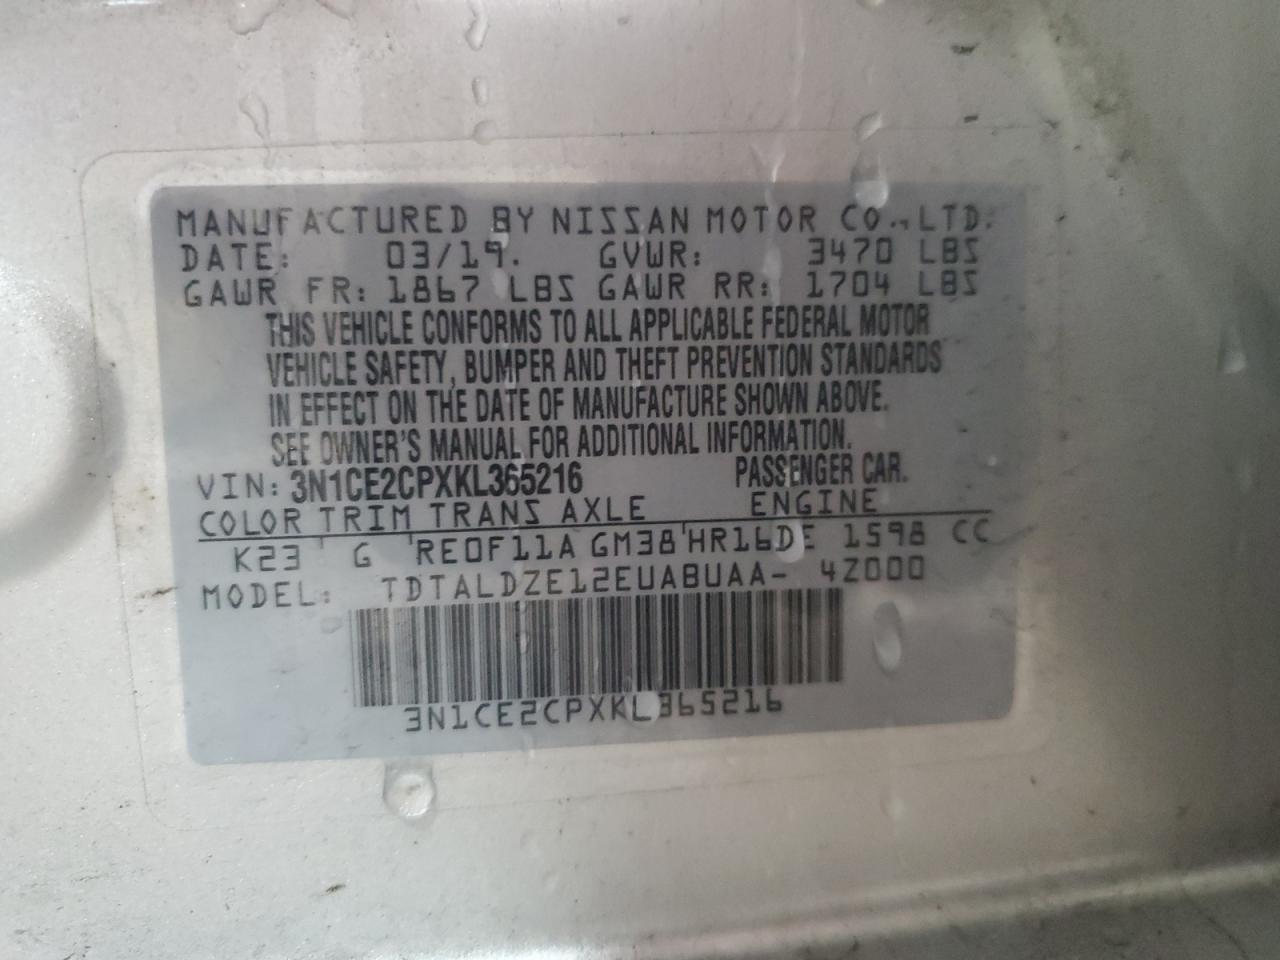 MANUFACTURED BY NISSAN MOTOR CO., LTD.
DATE: 03/19. GVWR: 3470 LBS
GAWR FR: 1867 LBS GAWR RR: 1704 LBS
THIS VEHICLE CONFORMS TO ALL APPLICABLE FEDERAL MOTOR
VEHICLE SAFETY, BUMPER AND THEFT PREVENTION STANDARDS
IN EFFECT ON THE DATE OF MANUFACTURE SHOWN ABOVE.
SEE OWNER'S MANUAL FOR ADDITIONAL INFORMATION.
VIN: 3N1CE2CPXKL365216 PASSENGER CAR.
COLOR TRIM TRANS AXLE ENGINE
K23 G RE0F11A GM38 HR16DE 1598 CC
MODEL: TDTALDZE12EUABUAA- 4Z000
3N1CE2CPXKL365216